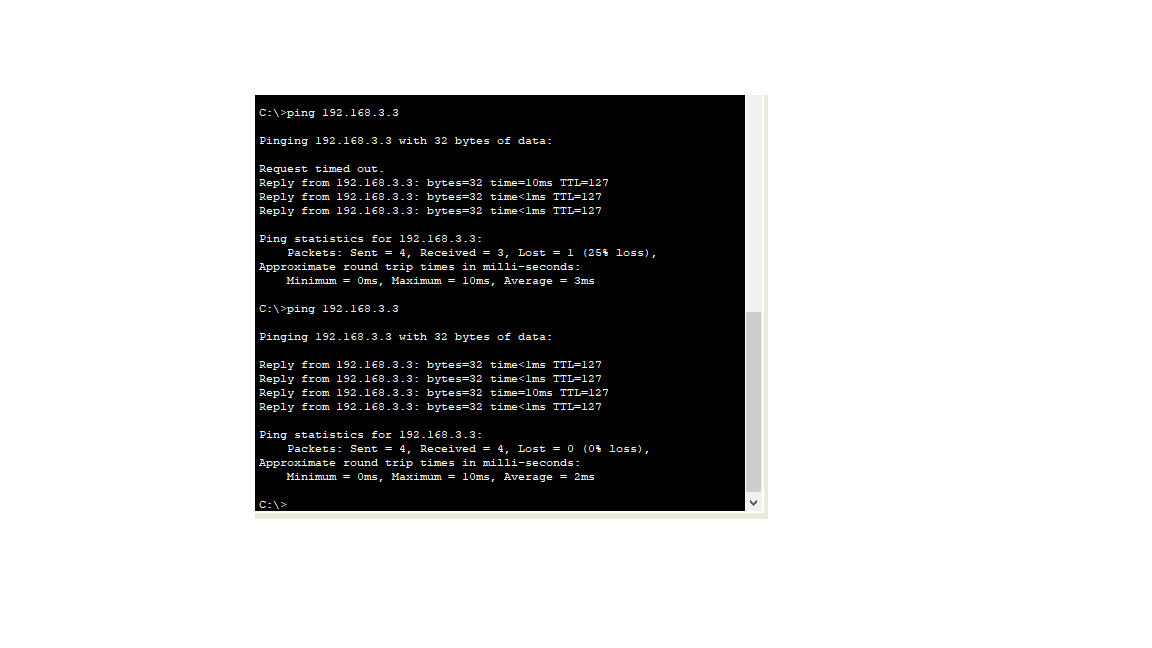 C:\>ping 192.168.3.3
Pinging 192.168.3.3 with 32 bytes of data:
Request timed out.
Reply from 192.168.3.3: bytes=32 time=10ms TTL=127
Reply from 192.168.3.3: bytes=32 time<1ms TTL=127
Reply from 192.168.3.3: bytes=32 time<1ms TTL=127
Ping statistics for 192.168.3.3:
    Packets: Sent = 4, Received = 3, Lost = 1 (25% loss),
Approximate round trip times in milli-seconds:
    Minimum = 0ms, Maximum = 10ms, Average = 3ms
C:\>ping 192.168.3.3
Pinging 192.168.3.3 with 32 bytes of data:
Reply from 192.168.3.3: bytes=32 time<1ms TTL=127
Reply from 192.168.3.3: bytes=32 time<1ms TTL=127
Reply from 192.168.3.3: bytes=32 time=10ms TTL=127
Reply from 192.168.3.3: bytes=32 time<1ms TTL=127
Ping statistics for 192.168.3.3:
    Packets: Sent = 4, Received = 4, Lost = 0 (0% loss),
Approximate round trip times in milli-seconds:
    Minimum = 0ms, Maximum = 10ms, Average = 2ms
C:\>